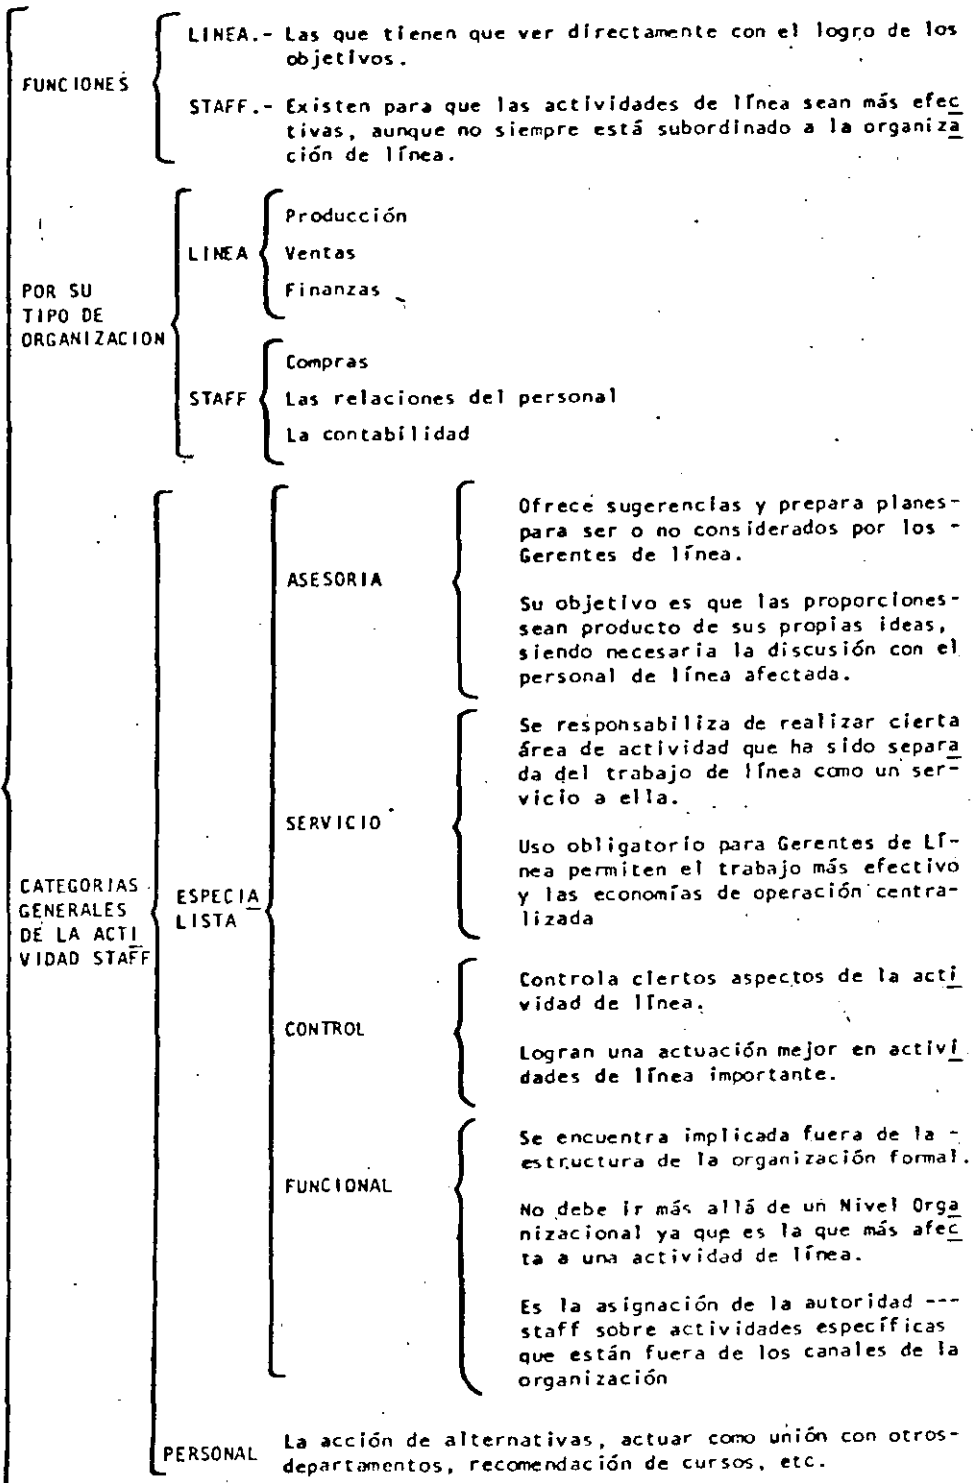 LINEA.- Las que tienen que ver directamente con el logro de los
objetivos.
FUNCIONES
STAFF.- Existen para que las actividades de línea sean más efec
tivas, aunque no siempre está subordinado a la organiza
ción de línea.
Producción
LINEA
Ventas
Finanzas
POR SU
TIPO DE
ORGANIZACION
Compras
STAFF
Las relaciones del personal
La contabilidad
Ofrece sugerencias y prepara planes-
para ser o no considerados por los -
Gerentes de línea.
ASESORIA
Su objetivo es que las proporciones-
sean producto de sus propias ideas,
siendo necesaria la discusión con el
personal de línea afectada.
Se responsabiliza de realizar cierta
área de actividad que ha sido separa
da del trabajo de línea como un ser-
vicio a ella.
SERVICIO
Uso obligatorio para Gerentes de Lí-
nea permiten el trabajo más efectivo
y las economías de operación centra-
lizada
CATEGORIAS
GENERALES
DE LA ACTI
VIDAD STAFF
ESPECIA
LISTA
Controla ciertos aspectos de la acti
vidad de línea.
CONTROL
Logran una actuación mejor en activi
dades de línea importante.
Se encuentra implicada fuera de la -
estructura de la organización formal.
FUNCIONAL
No debe ir más allá de un Nivel Orga
nizacional ya que es la que más afec
ta a una actividad de línea.
Es la asignación de la autoridad ---
staff sobre actividades específicas
que están fuera de los canales de la
organización
PERSONAL
La acción de alternativas, actuar como unión con otros-
departamentos, recomendación de cursos, etc.